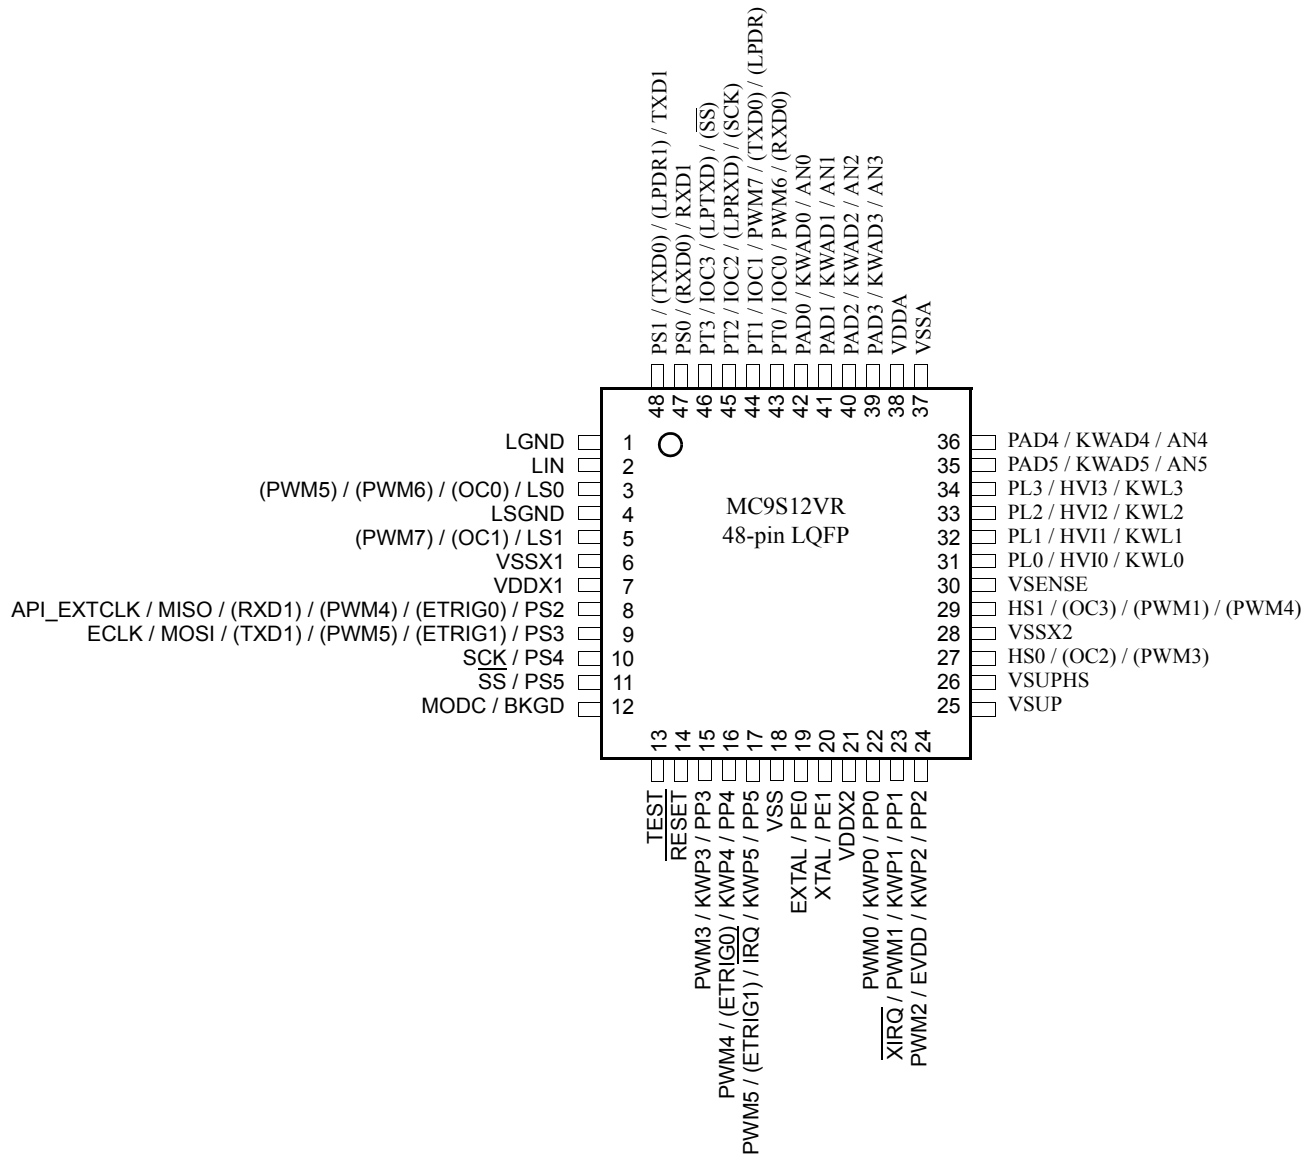 PS1 / (TXD0) / (LPDR1) / TXD1
PS0 / (RXD0) / RXD1
PT3 / IOC3 / (LPTXD) / (SS)
PT2 / IOC2 / (LPRXD) / (SCK)
PT1 / IOC1 / PWM7 / (TXD0) / (LPDR)
PT0 / IOC0 / PWM6 / (RXD0)
PAD0 / KWAD0 / AN0
PAD1 / KWAD1 / AN1
PAD2 / KWAD2 / AN2
PAD3 / KWAD3 / AN3
VDDA
VSSA
48 47 46 45 44 43 42 41 40 39 38 37
LGND 1
LIN 2
(PWM5) / (PWM6) / (OC0) / LS0 3
LSGND 4
(PWM7) / (OC1) / LS1 5
VSSX1 6
VDDX1 7
API_EXTCLK / MISO / (RXD1) / (PWM4) / (ETRIG0) / PS2 8
ECLK / MOSI / (TXD1) / (PWM5) / (ETRIG1) / PS3 9
SCK / PS4 10
SS / PS5 11
MODC / BKGD 12
MC9S12VR
48-pin LQFP
36 PAD4 / KWAD4 / AN4
35 PAD5 / KWAD5 / AN5
34 PL3 / HVI3 / KWL3
33 PL2 / HVI2 / KWL2
32 PL1 / HVI1 / KWL1
31 PL0 / HVI0 / KWL0
30 VSENSE
29 HS1 / (OC3) / (PWM1) / (PWM4)
28 VSSX2
27 HS0 / (OC2) / (PWM3)
26 VSUPHS
25 VSUP
13 14 15 16 17 18 19 20 21 22 23 24
TEST
RESET
PWM3 / KWP3 / PP3
PWM4 / (ETRIG0) / KWP4 / PP4
PWM5 / (ETRIG1) / IRQ / KWP5 / PP5
VSS
EXTAL / PE0
XTAL / PE1
VDDX2
PWM0 / KWP0 / PP0
XIRQ / PWM1 / KWP1 / PP1
PWM2 / EVDD / KWP2 / PP2